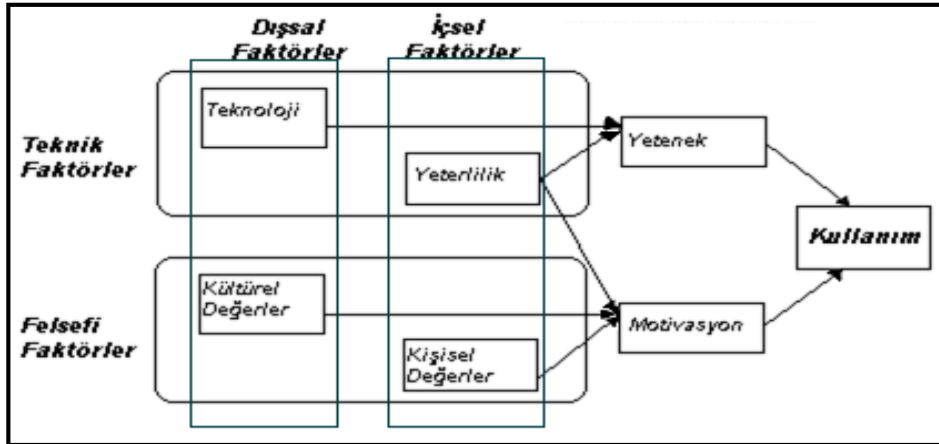 Dışsal
Faktörler
İçsel
Faktörler
Teknik
Faktörler
Teknoloji
Yeterlilik
Yetenek
Kullanım
Felsefi
Faktörler
Kültürel
Değerler
Kişisel
Değerler
Motivasyon